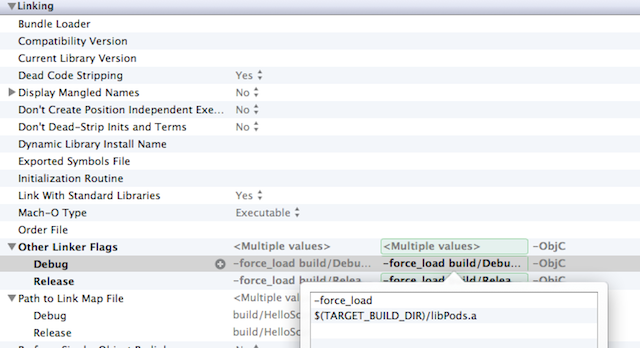 Linking
Bundle Loader
Compatibility Version
Current Library Version
Dead Code Stripping Yes
Display Mangled Names No
Don't Create Position Independent Exe... No
Don't Dead-Strip Inits and Terms No
Dynamic Library Install Name
Exported Symbols File
Initialization Routine
Link With Standard Libraries Yes
Mach-O Type Executable
Order File
Other Linker Flags <Multiple values> <Multiple values> -ObjC
Debug -force_load build/Debu... -force_load build/Debu... -ObjC
Release -force_load build/Relea... -force_load build/Relea... -ObjC
Path to Link Map File <Multiple
Debug build/HelloSc
Release build/HelloSc
-force_load
$(TARGET_BUILD_DIR)/libPods.a